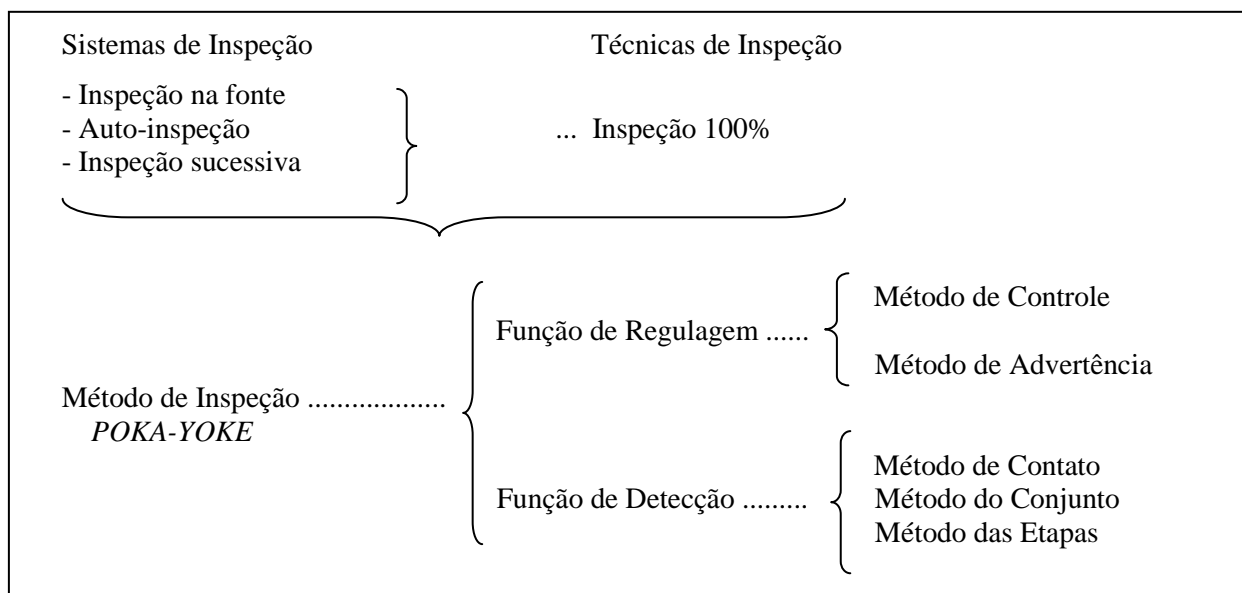 Sistemas de Inspeção Técnicas de Inspeção
- Inspeção na fonte
- Auto-inspeção ... Inspeção 100%
- Inspeção sucessiva
Método de Controle
Função de Regulagem ......
Método de Advertência
Método de Inspeção ...................
POKA-YOKE
Método de Contato
Função de Detecção ......... Método do Conjunto
Método das Etapas